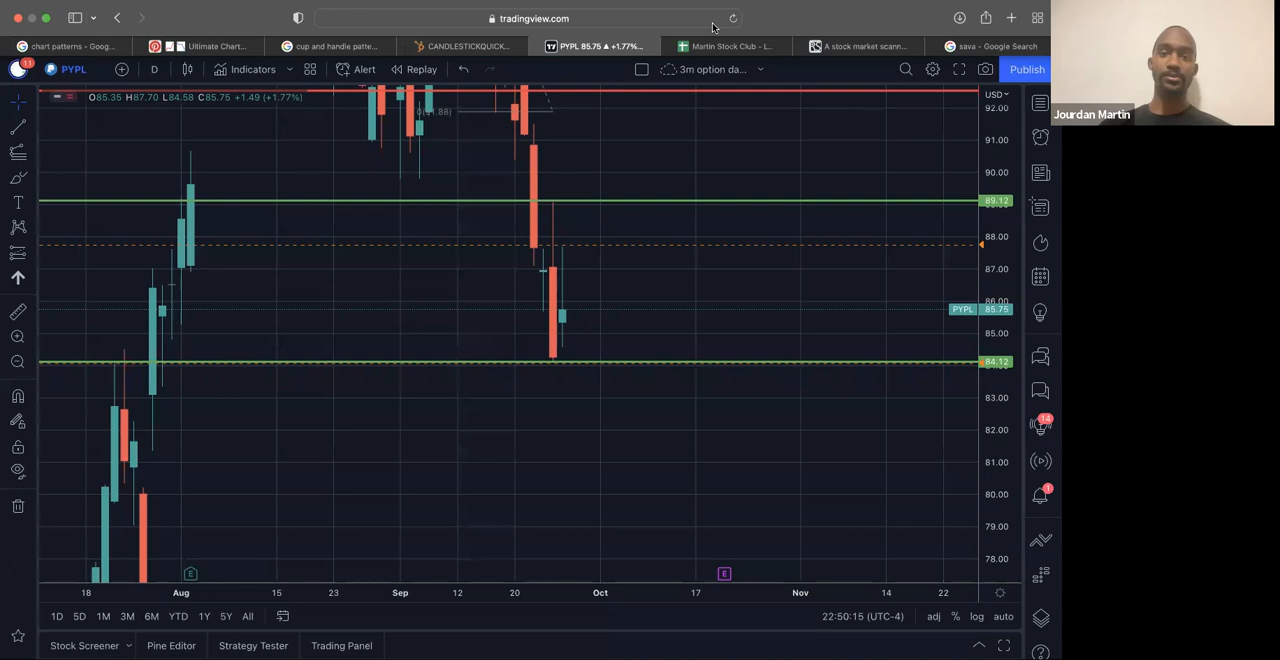 tradingview.com
chart patterns - Goog...
Ultimate Chart...
cup and handle patte...
CANDLESTICKQUICK...
PYPL 85.75 ▲ +1.77%...
Martin Stock Club - L...
A stock market scann...
sava - Google Search
11
PYPL
D
Indicators
Alert
Replay
3m option da...
Publish
Jourdan Martin
O85.35 H87.70 L84.58 C85.75 +1.49 (+1.77%)
USD
92.00
91.00
90.00
89.12
88.00
87.00
86.00
PYPL 85.75
85.00
84.12
83.00
82.00
81.00
80.00
79.00
78.00
14
1
E
E
18
Aug
15
23
Sep
12
20
Oct
17
Nov
14
22
1D 5D 1M 3M 6M YTD 1Y 5Y All
22:50:15 (UTC-4)
adj % log auto
Stock Screener
Pine Editor
Strategy Tester
Trading Panel